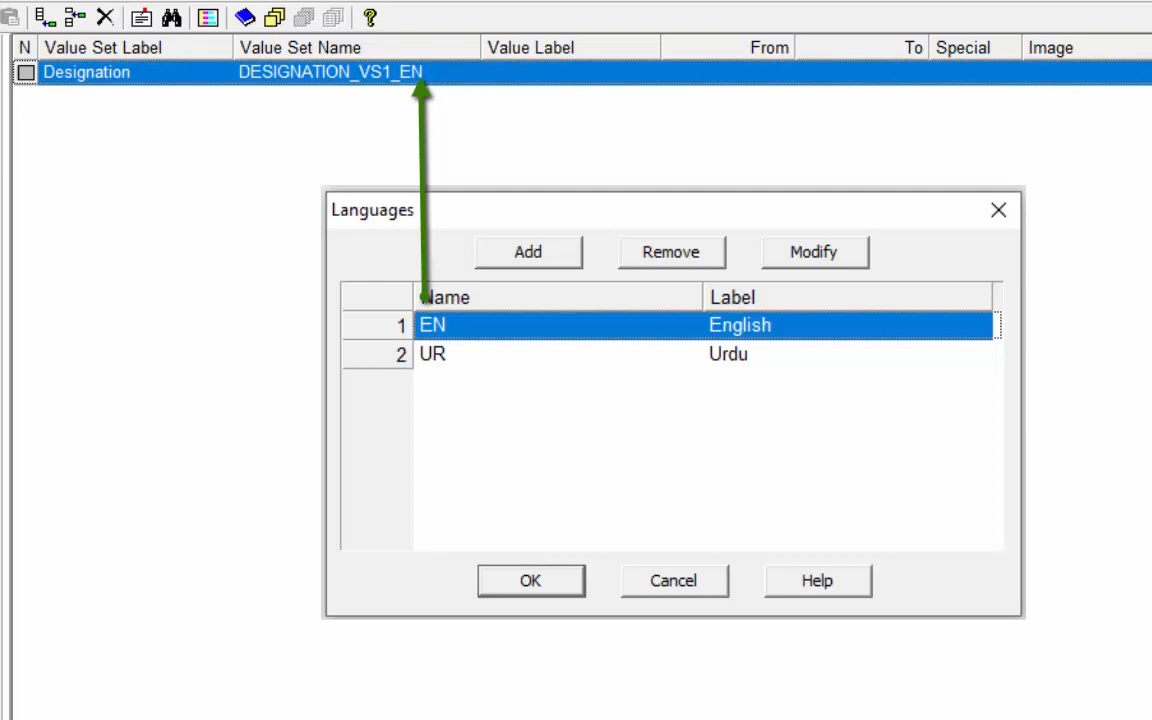 N Value Set Label Value Set Name Value Label From To Special Image
Designation DESIGNATION_VS1_EN
Languages
Add Remove Modify
Name Label
1 EN English
2 UR Urdu
OK Cancel Help